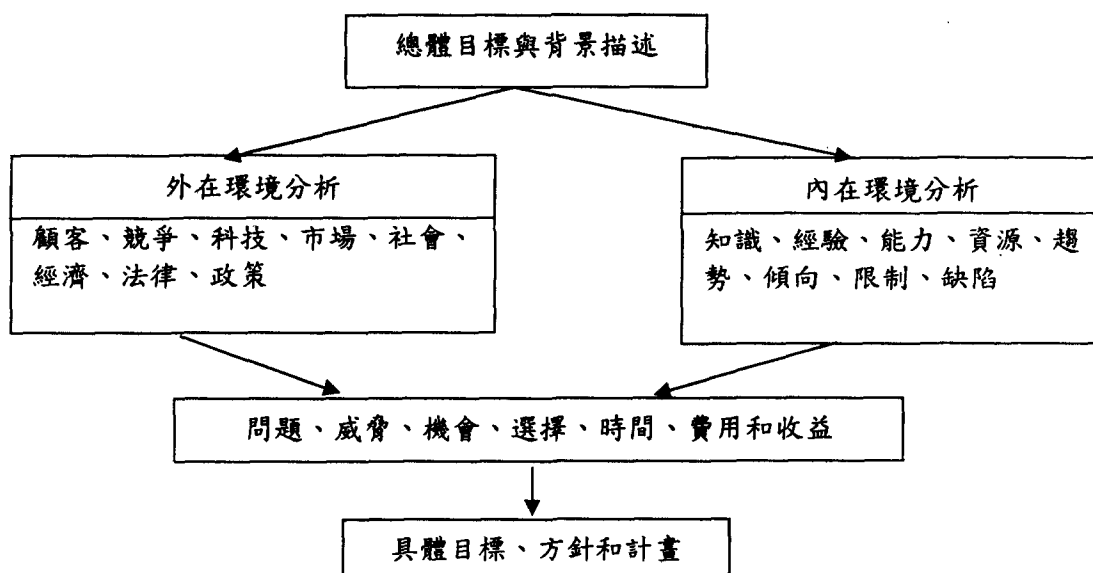 總體目標與背景描述
外在環境分析
顧客、競爭、科技、市場、社會、
經濟、法律、政策
內在環境分析
知識、經驗、能力、資源、趨
勢、傾向、限制、缺陷
問題、威脅、機會、選擇、時間、費用和收益
具體目標、方針和計畫